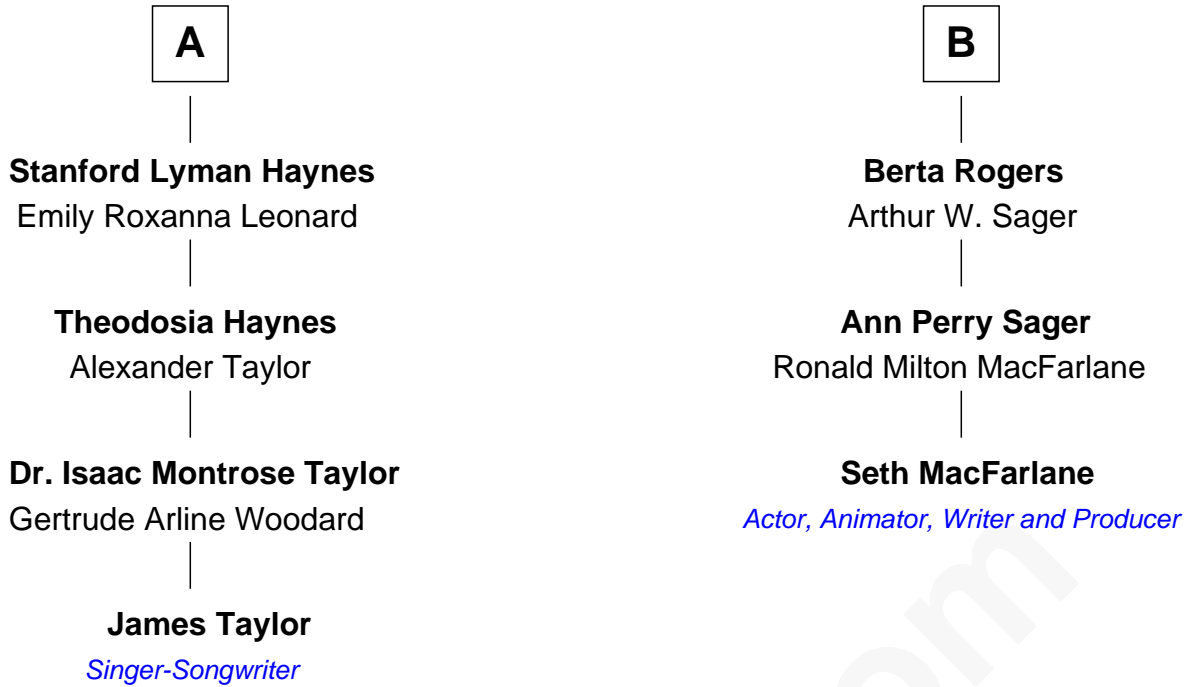 A
B
Stanford Lyman Haynes
Emily Roxanna Leonard
Berta Rogers
Arthur W. Sager
Theodosia Haynes
Alexander Taylor
Ann Perry Sager
Ronald Milton MacFarlane
Dr. Isaac Montrose Taylor
Gertrude Arline Woodard
Seth MacFarlane
Actor, Animator, Writer and Producer
James Taylor
Singer-Songwriter
om